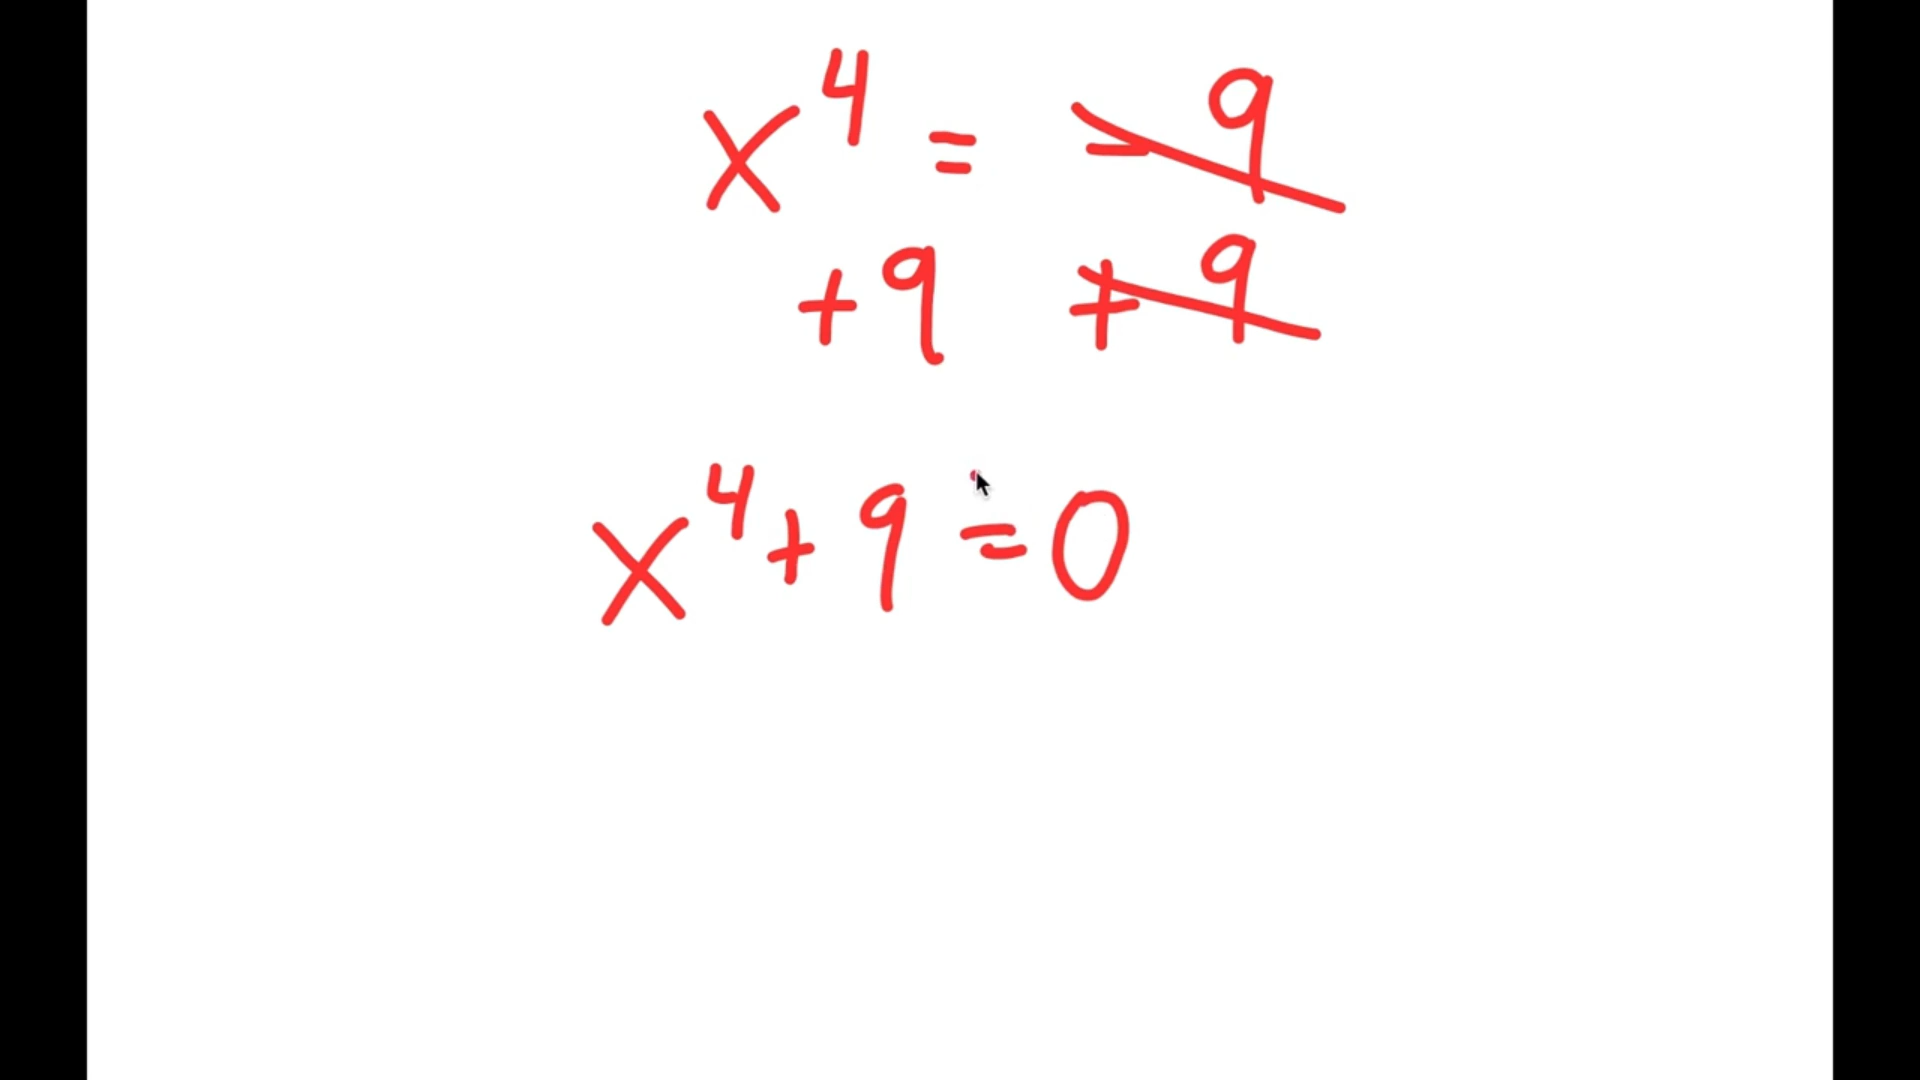 x⁴ = -9
+9 +9
x⁴+9=0